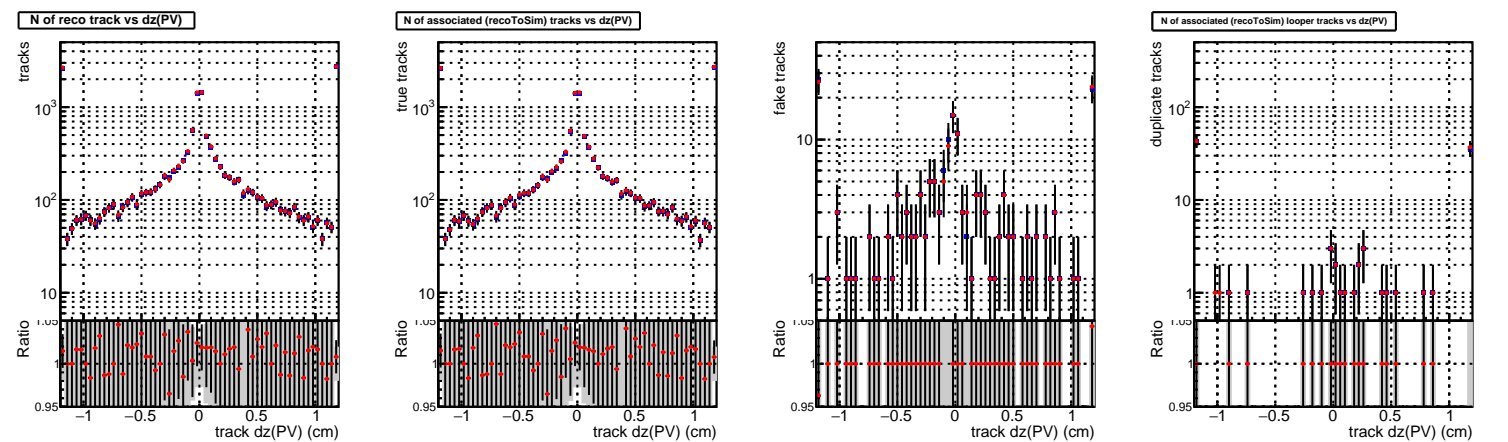 N of reco track vs dz(PV)
tracks
10³
10²
10
Ratio
1.05
1
0.95
−1 −0.5 0 0.5 1
track dz(PV) (cm)
N of associated (recoToSim) tracks vs dz(PV)
true tracks
10³
10²
10
Ratio
1.05
1
0.95
−1 −0.5 0 0.5 1
track dz(PV) (cm)
fake tracks
10
1
Ratio
1.05
1
0.95
−1 −0.5 0 0.5 1
track dz(PV) (cm)
N of associated (recoToSim) looper tracks vs dz(PV)
duplicate tracks
10²
10
1
Ratio
1.05
1
0.95
−1 −0.5 0 0.5 1
track dz(PV) (cm)